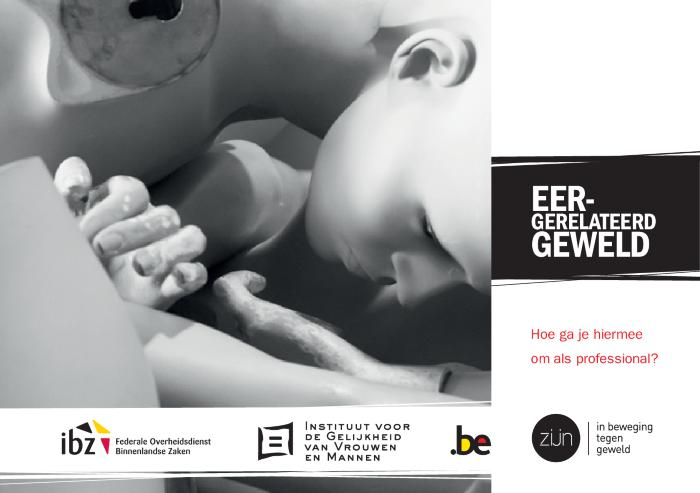 EER-
GERELATEERD
GEWELD
Hoe ga je hiermee
om als professional?
ibz
Federale Overheidsdienst
Binnenlandse Zaken
INSTITUUT VOOR
DE GELIJKHEID
VAN VROUWEN
EN MANNEN
.be
zijn
in beweging
tegen
geweld